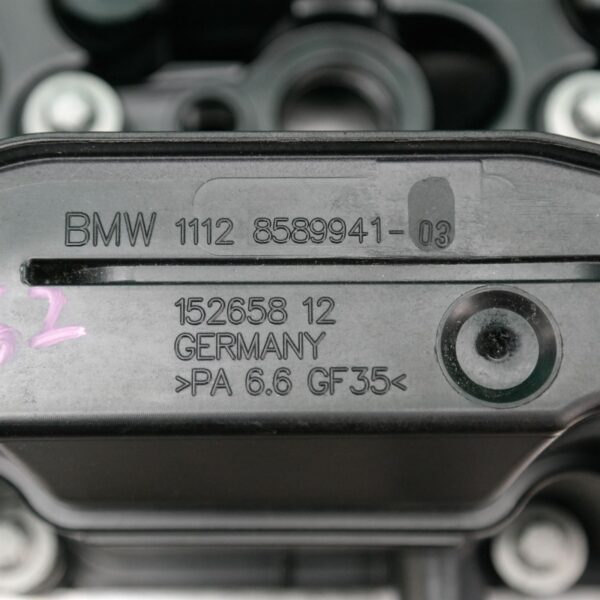 BMW 1112 8589941-03
152658 12
GERMANY
>PA 6.6 GF35<